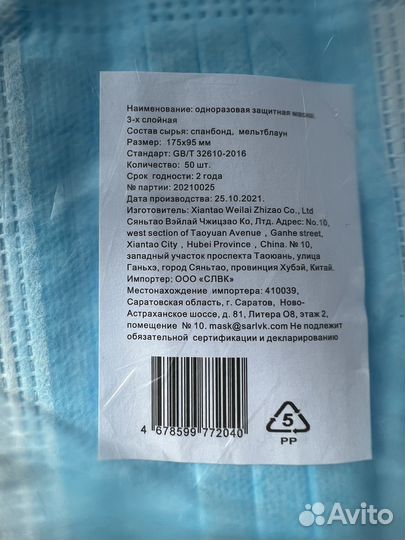 Наименование: одноразовая защитная маска,
3-х слойная
Состав сырья: спанбонд, мельтблаун
Размер: 175х95 мм
Стандарт: GB/T 32610-2016
Количество: 50 шт.
Срок годности: 2 года
№ партии: 20210025
Дата производства: 25.10.2021.
Изготовитель: Xiantao Weilai Zhizao Co., Ltd
Сяньтао Вэйлай Чжицзао Ко, Лтд. Адрес: No.10,
west section of Taoyuan Avenue , Ganhe street,
Xiantao City , Hubei Province , China. № 10,
западный участок проспекта Таоюань, улица
Ганьхэ, город Сяньтао, провинция Хубэй, Китай.
Импортер: ООО «СЛВК»
Местонахождение импортера: 410039,
Саратовская область, г. Саратов, Ново-
Астраханское шоссе, д. 81, Литера О8, этаж 2,
помещение № 10. mask@sarlvk.com Не подлежит
обязательной сертификации и декларированию
4 678599 772040
5
PP
Avito